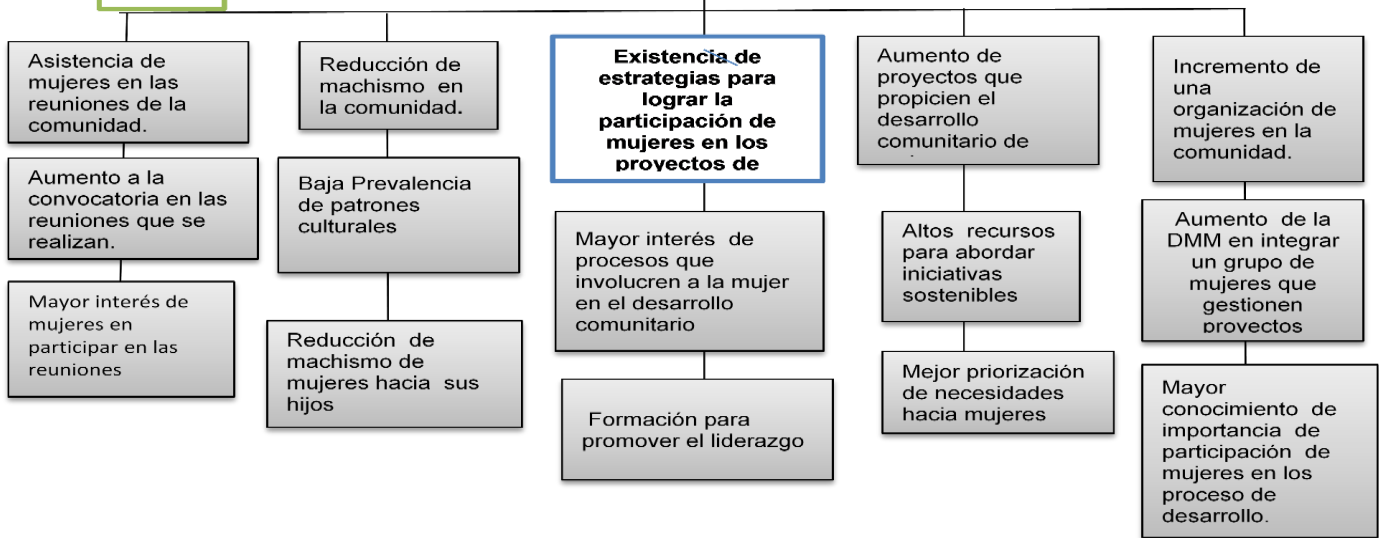 Asistencia de
mujeres en las
reuniones de la
comunidad.
Aumento a la
convocatoria en las
reuniones que se
realizan.
Mayor interés de
mujeres en
participar en las
reuniones
Reducción de
machismo en
la comunidad.
Baja Prevalencia
de patrones
culturales
Reducción de
machismo de
mujeres hacia sus
hijos
Existencia de
estrategias para
lograr la
participación de
mujeres en los
proyectos de
Mayor interés de
procesos que
involucren a la mujer
en el desarrollo
comunitario
Formación para
promover el liderazgo
Aumento de
proyectos que
propicien el
desarrollo
comunitario de
Altos recursos
para abordar
iniciativas
sostenibles
Mejor priorización
de necesidades
hacia mujeres
Incremento de
una
organización de
mujeres en la
comunidad.
Aumento de la
DMM en integrar
un grupo de
mujeres que
gestionen
proyectos
Mayor
conocimiento de
importancia de
participación de
mujeres en los
proceso de
desarrollo.